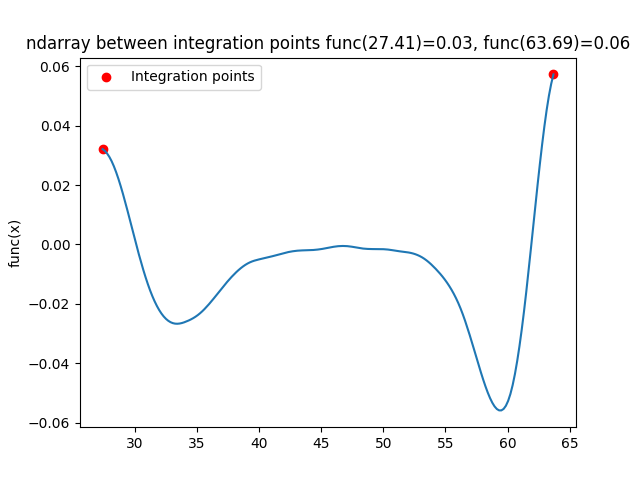 ndarray between integration points func(27.41)=0.03, func(63.69)=0.06
Integration points
func(x)
0.06
0.04
0.02
0.00
−0.02
−0.04
−0.06
30 35 40 45 50 55 60 65